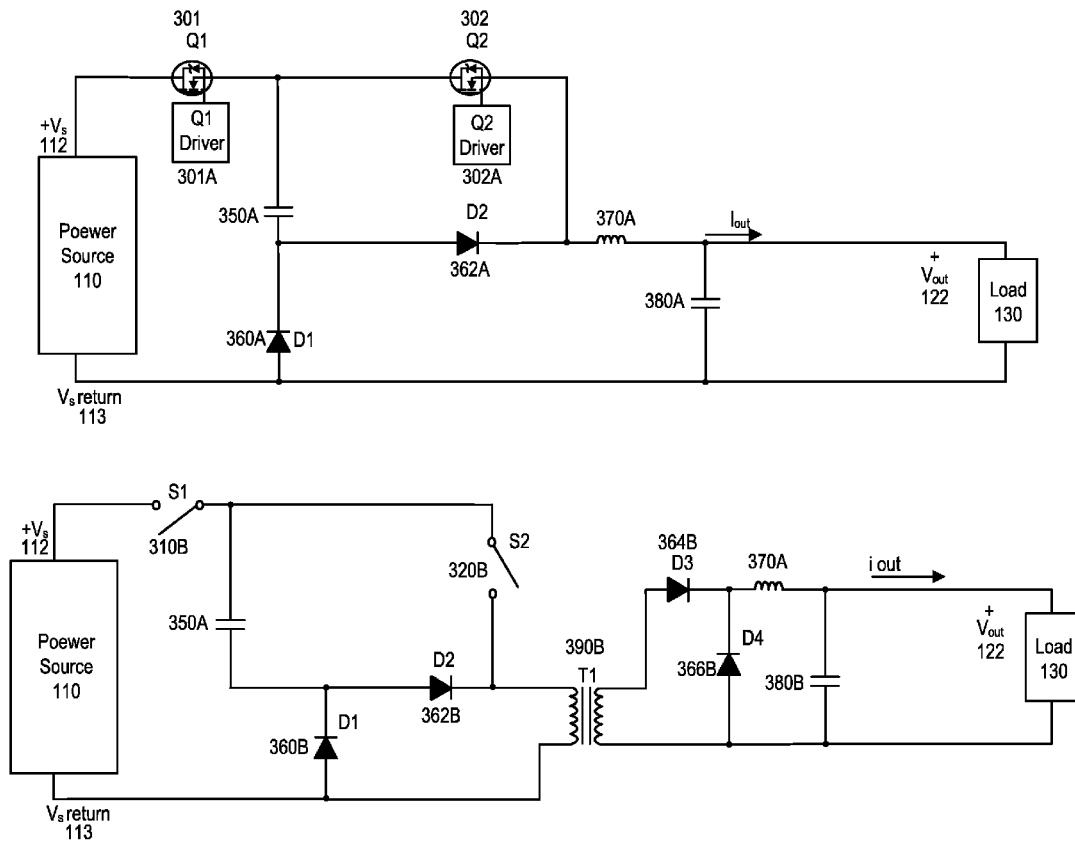 301
Q1
302
Q2
Q1
Driver
301A
Q2
Driver
302A
+Vs
112
Poewer
Source
110
350A
D2
362A
370A
Iout
380A
+
Vout
122
Load
130
360A
D1
Vs return
113
S1
310B
+Vs
112
S2
320B
364B
D3
370A
i out
350A
Poewer
Source
110
D2
362B
390B
T1
D4
366B
380B
+
Vout
122
Load
130
D1
360B
Vs return
113